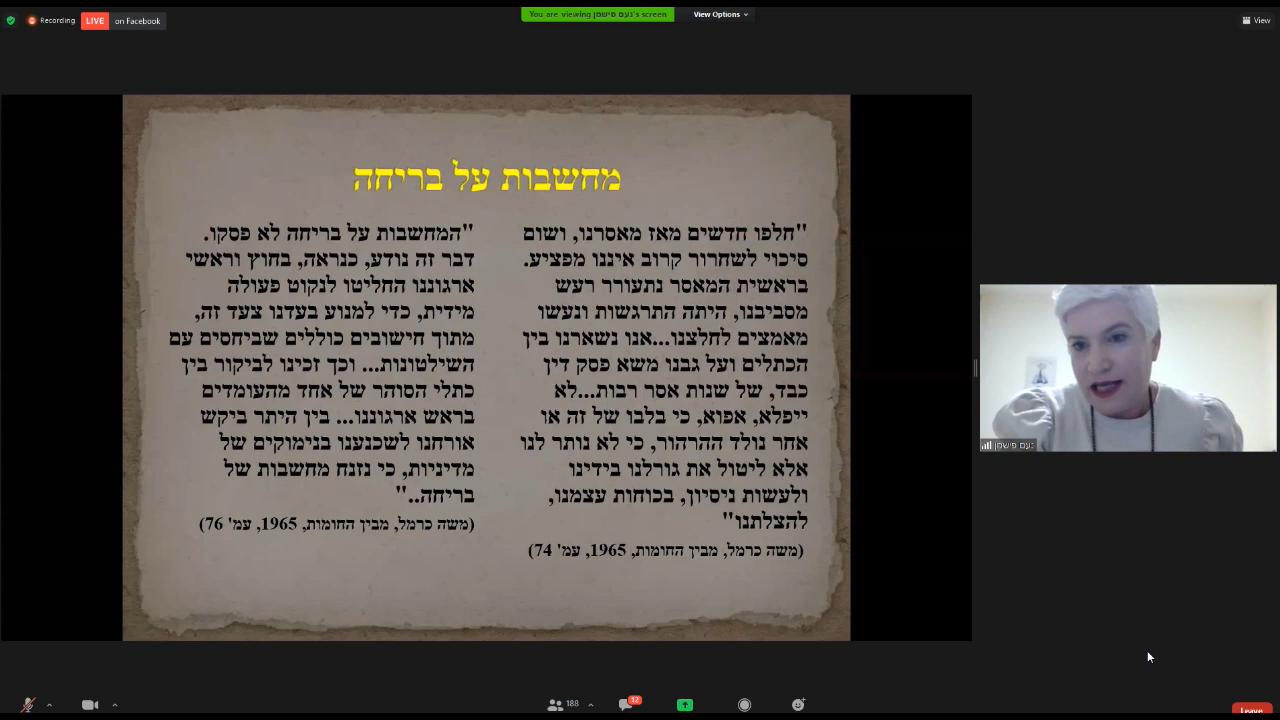 Recording
LIVE
on Facebook
You are viewing נעם פישמן's screen
View Options
View
מחשבות על בריחה
"חלפו חדשים מאז מאסרנו, ושום
סיכוי לשחרור קרוב איננו מפציע.
בראשית המאסר נתעורר רעש
מסביבנו, היתה התרגשות ונעשו
מאמצים לחלצנו...אנו נשארנו בין
הכתלים ועל גבנו משא פסק דין
כבד, של שנות אסר רבות...לא
ייפלא, אפוא, כי בלבו של זה או
אחר נולד ההרהור, כי לא נותר לנו
אלא ליטול את גורלנו בידינו
ולעשות ניסיון, בכוחות עצמנו,
להצלתנו"
(משה כרמל, מבין החומות, 1965, עמ' 74)
"המחשבות על בריחה לא פסקו.
דבר זה נודע, כנראה, בחוץ וראשי
ארגוננו החליטו לנקוט פעולה
מידית, כדי למנוע בעדנו צעד זה,
מתוך חישובים כוללים שביחסים עם
השילטונות... וכך זכינו לביקור בין
כתלי הסוהר של אחד מהעומדים
בראש ארגוננו... בין היתר ביקש
אורחנו לשכנענו בנימוקים של
מדיניות, כי נזנח מחשבות של
בריחה.."
(משה כרמל, מבין החומות, 1965, עמ' 76)
נעם פישמן
188
12
Leave